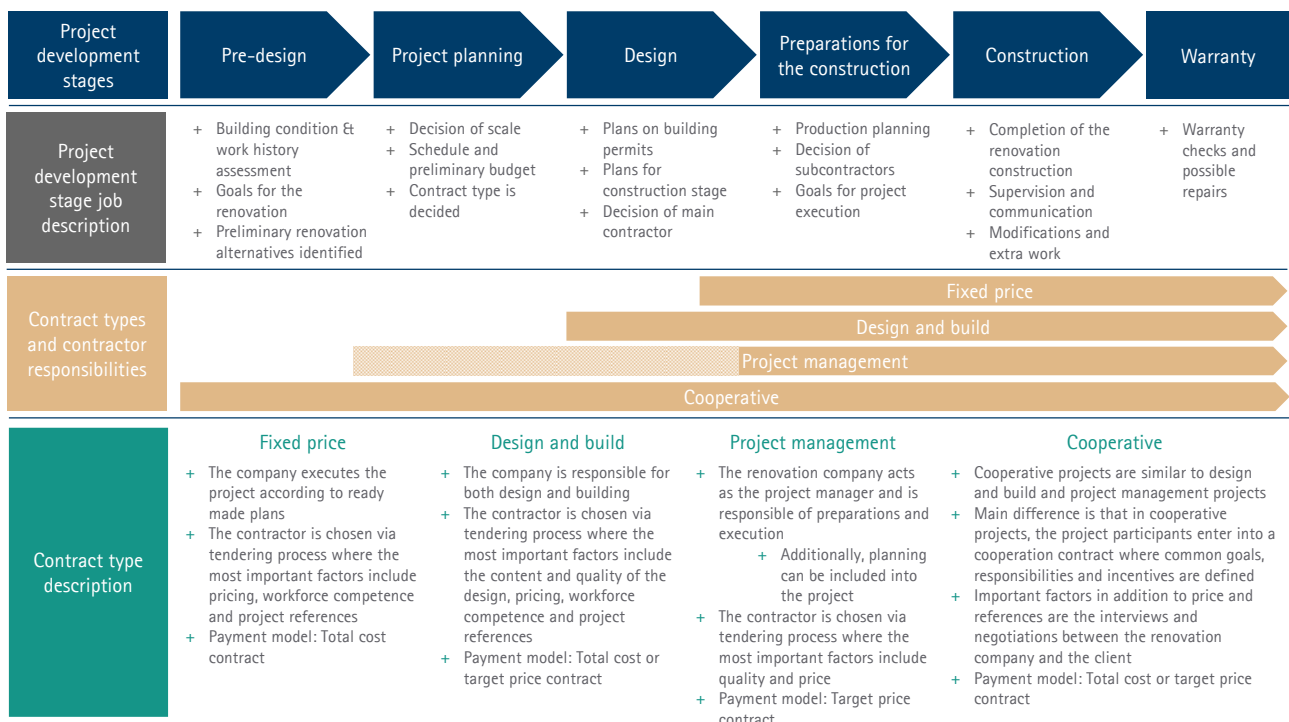 Project
development
stages
Pre-design
Project planning
Design
Preparations for
the construction
Construction
Warranty
Project
development
stage job
description
+ Building condition &
work history
assessment
+ Goals for the
renovation
+ Preliminary renovation
alternatives identified
+ Decision of scale
+ Schedule and
preliminary budget
+ Contract type is
decided
+ Plans on building
permits
+ Plans for
construction stage
+ Decision of main
contractor
+ Production planning
+ Decision of
subcontractors
+ Goals for project
execution
+ Completion of the
renovation
construction
+ Supervision and
communication
+ Modifications and
extra work
+ Warranty
checks and
possible
repairs
Contract types
and contractor
responsibilities
Fixed price
Design and build
Project management
Cooperative
Contract type
description
Fixed price
+ The company executes the
project according to ready
made plans
+ The contractor is chosen via
tendering process where the
most important factors include
pricing, workforce competence
and project references
+ Payment model: Total cost
contract
Design and build
+ The company is responsible for
both design and building
+ The contractor is chosen via
tendering process where the
most important factors include
the content and quality of the
design, pricing, workforce
competence and project
references
+ Payment model: Total cost or
target price contract
Project management
+ The renovation company acts
as the project manager and is
responsible of preparations and
execution
+ Additionally, planning
can be included into
the project
+ The contractor is chosen via
tendering process where the
most important factors include
quality and price
+ Payment model: Target price
contract
Cooperative
+ Cooperative projects are similar to design
and build and project management projects
+ Main difference is that in cooperative
projects, the project participants enter into a
cooperation contract where common goals,
responsibilities and incentives are defined
+ Important factors in addition to price and
references are the interviews and
negotiations between the renovation
company and the client
+ Payment model: Total cost or target price
contract